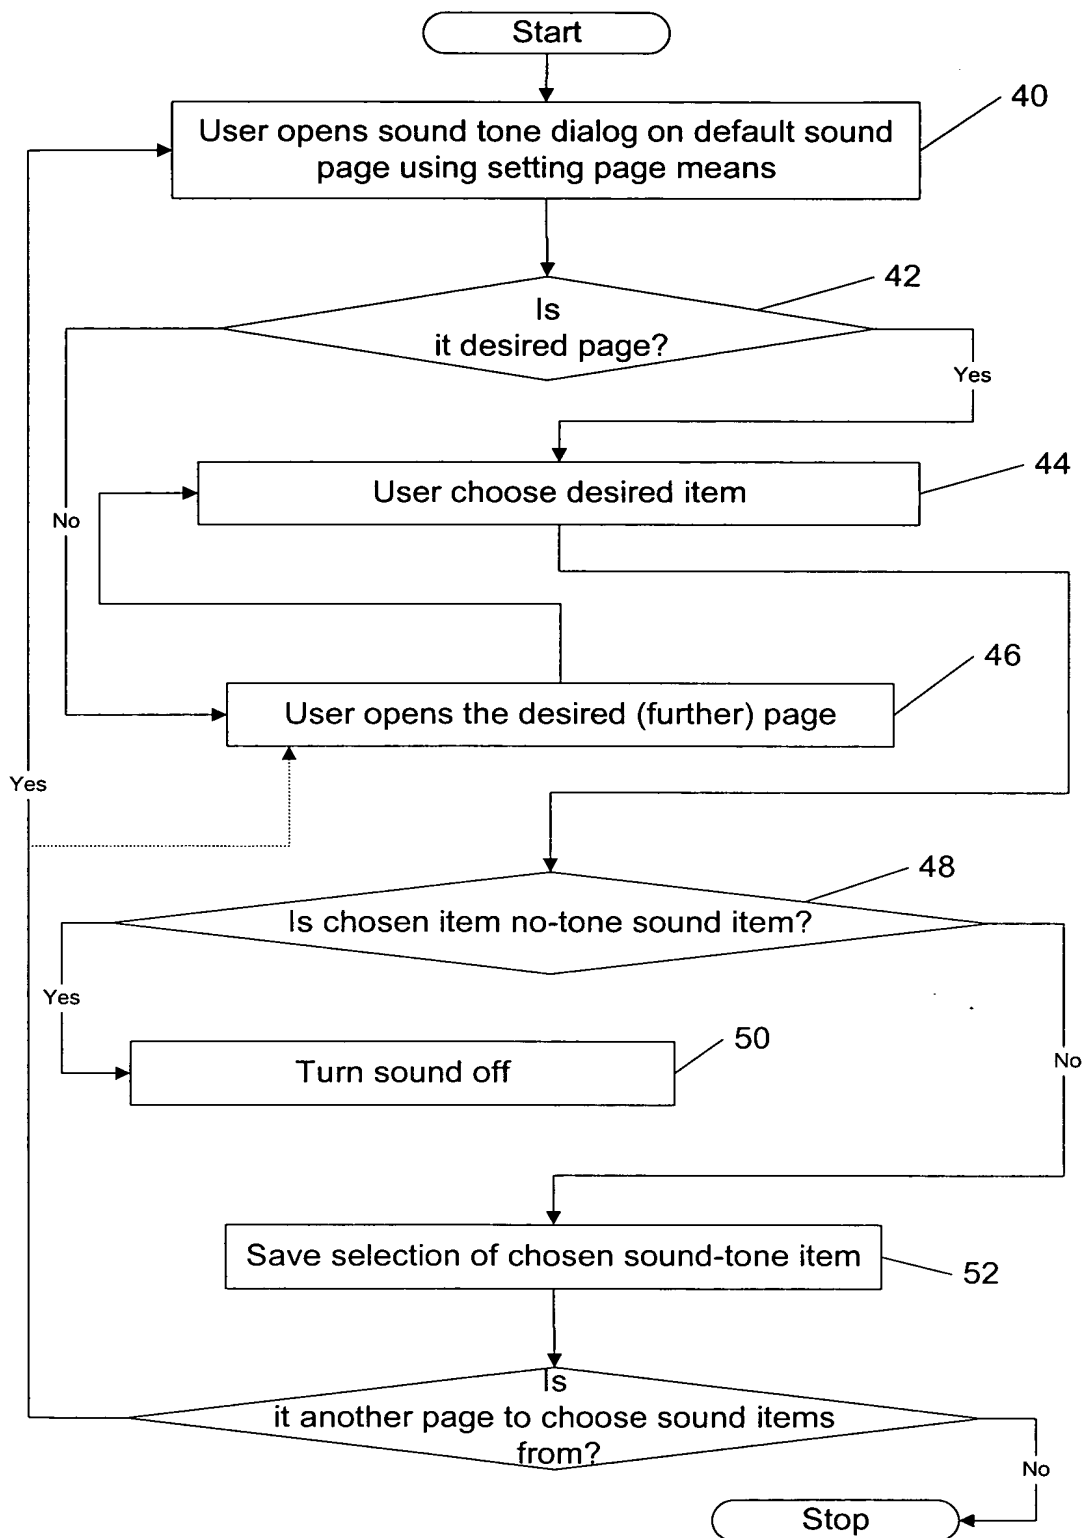 Start
40
User opens sound tone dialog on default sound
page using setting page means
42
Is
it desired page?
Yes
44
User choose desired item
No
46
User opens the desired (further) page
Yes
48
Is chosen item no-tone sound item?
Yes
50
Turn sound off
No
Save selection of chosen sound-tone item
52
Is
it another page to choose sound items
from?
No
Stop